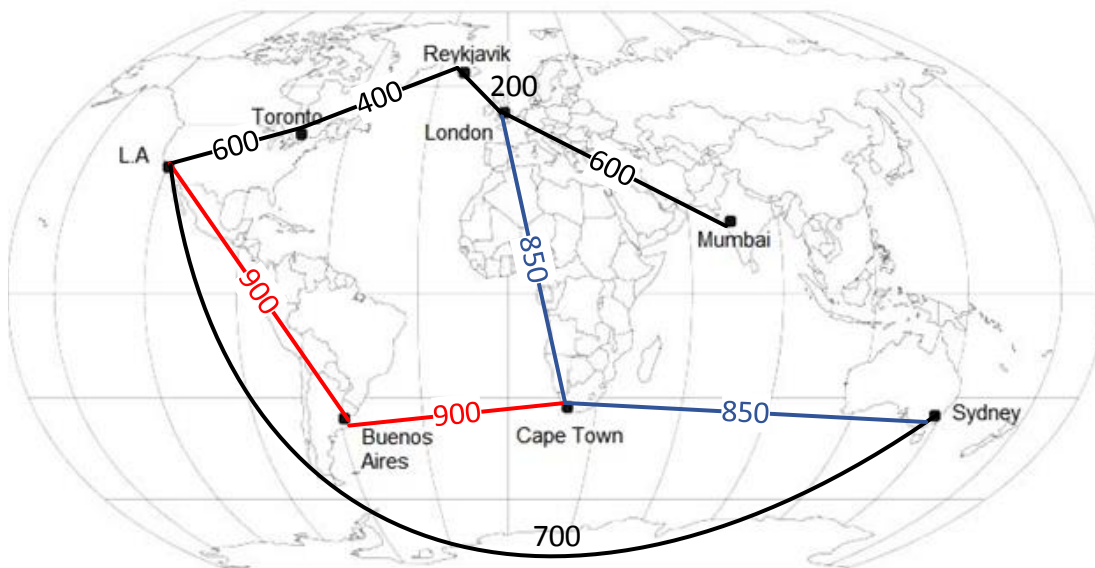 Reykjavik
200
400
Toronto
London
600
L.A
600
Mumbai
850
900
900
850
Sydney
Buenos
Aires
Cape Town
700